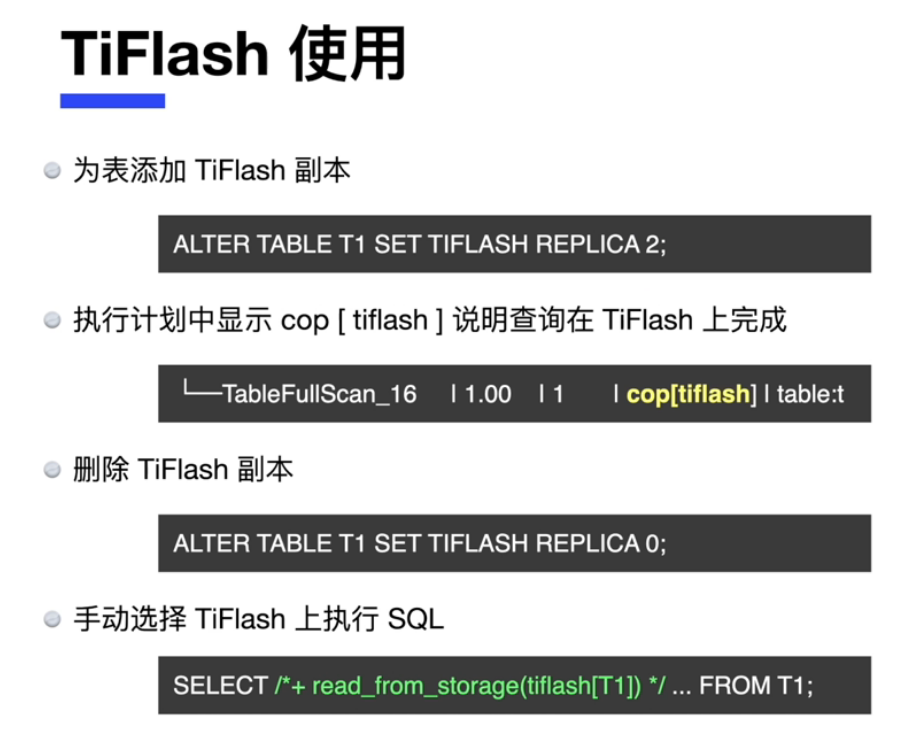 TiFlash 使用
为表添加 TiFlash 副本
ALTER TABLE T1 SET TIFLASH REPLICA 2;
执行计划中显示 cop [ tiflash ] 说明查询在 TiFlash 上完成
└──TableFullScan_16 | 1.00 | 1 | cop[tiflash] | table:t
删除 TiFlash 副本
ALTER TABLE T1 SET TIFLASH REPLICA 0;
手动选择 TiFlash 上执行 SQL
SELECT /*+ read_from_storage(tiflash[T1]) */ ... FROM T1;